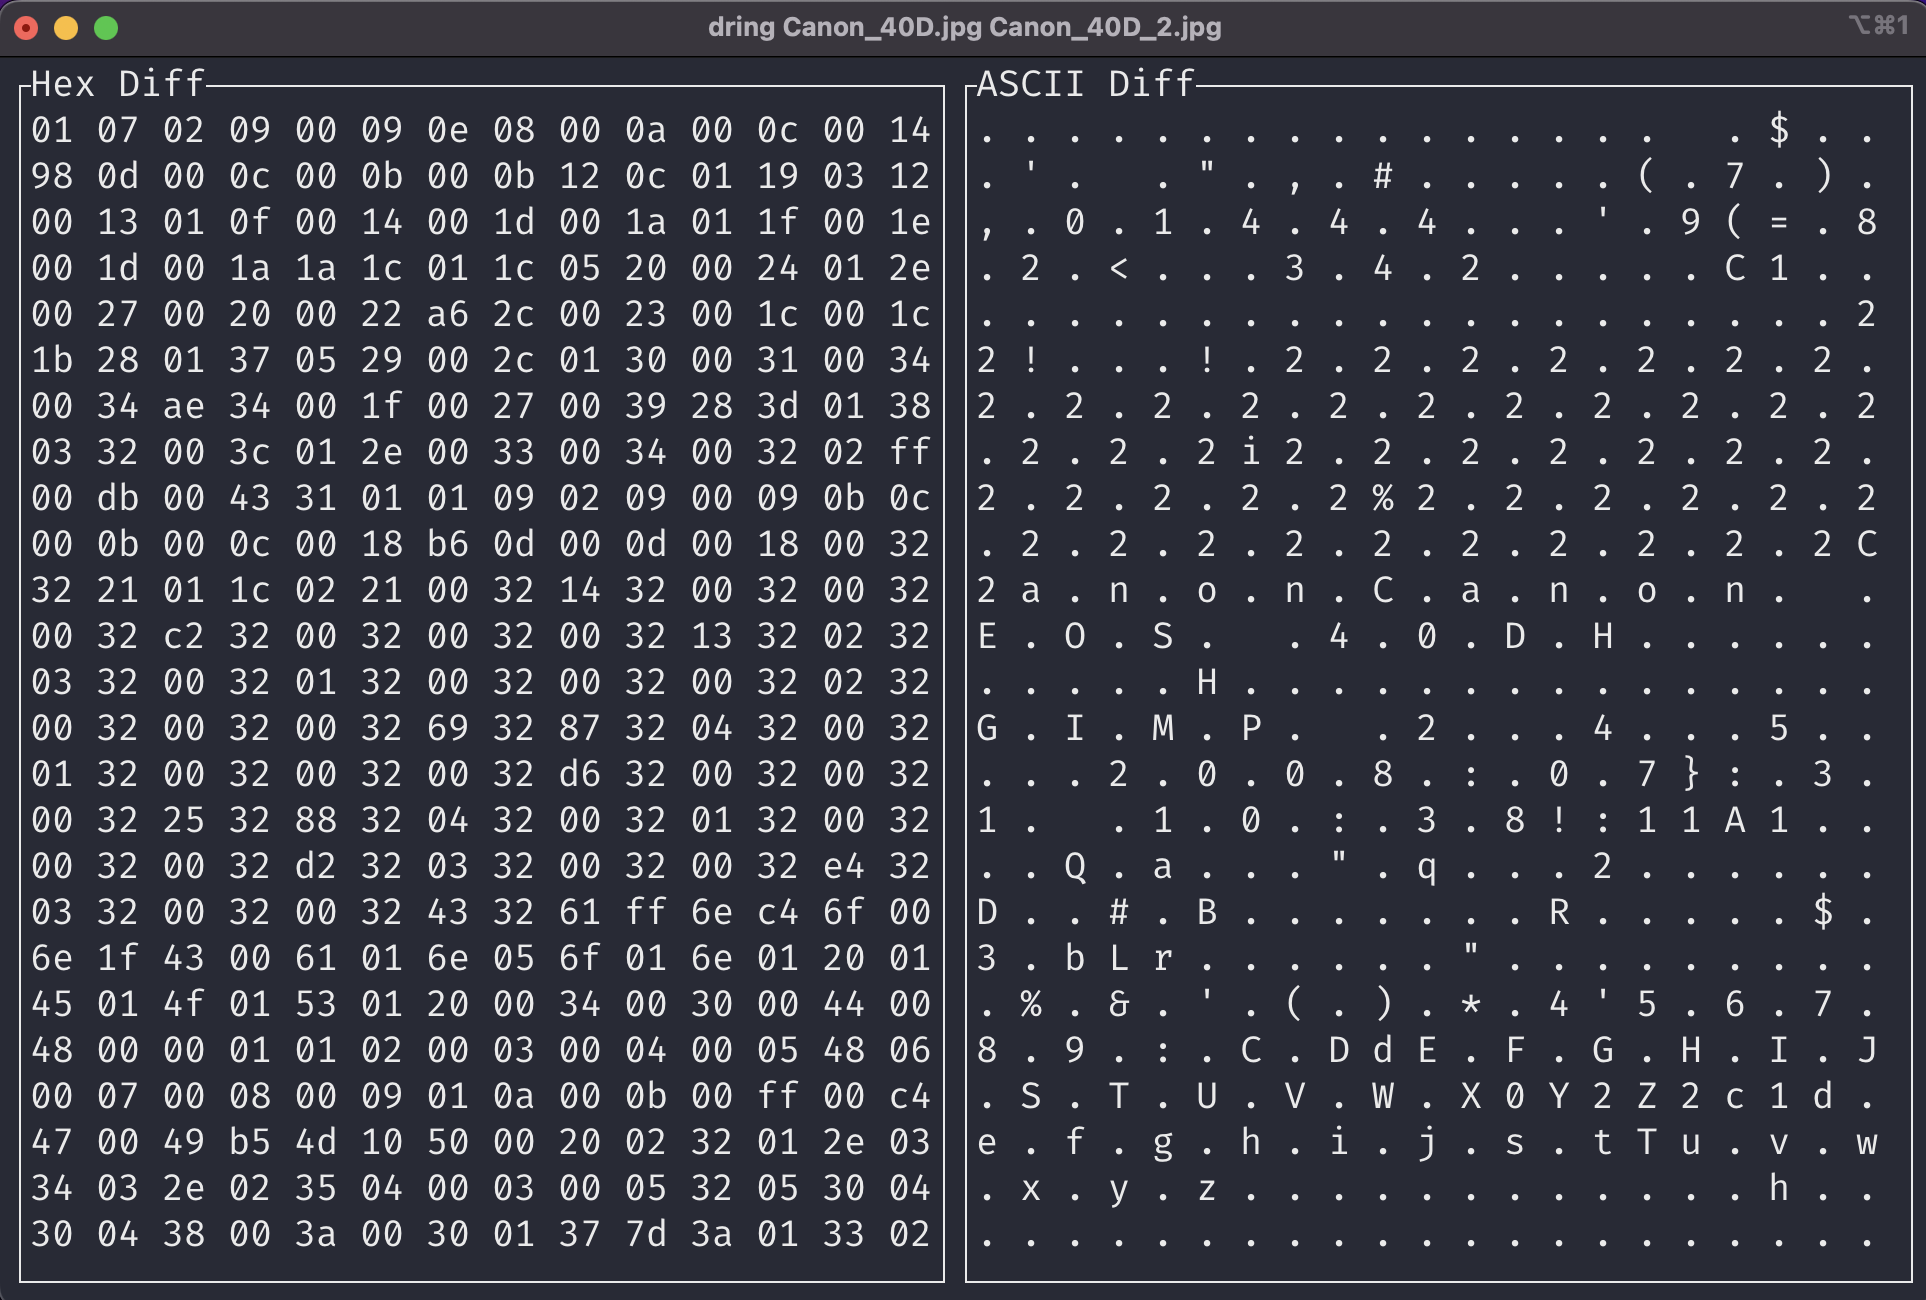 dring Canon_40D.jpg Canon_40D_2.jpg
⌥⌘1
Hex Diff
01 07 02 09 00 09 0e 08 00 0a 00 0c 00 14
98 0d 00 0c 00 0b 00 0b 12 0c 01 19 03 12
00 13 01 0f 00 14 00 1d 00 1a 01 1f 00 1e
00 1d 00 1a 1a 1c 01 1c 05 20 00 24 01 2e
00 27 00 20 00 22 a6 2c 00 23 00 1c 00 1c
1b 28 01 37 05 29 00 2c 01 30 00 31 00 34
00 34 ae 34 00 1f 00 27 00 39 28 3d 01 38
03 32 00 3c 01 2e 00 33 00 34 00 32 02 ff
00 db 00 43 31 01 01 09 02 09 00 09 0b 0c
00 0b 00 0c 00 18 b6 0d 00 0d 00 18 00 32
32 21 01 1c 02 21 00 32 14 32 00 32 00 32
00 32 c2 32 00 32 00 32 00 32 13 32 02 32
03 32 00 32 01 32 00 32 00 32 00 32 02 32
00 32 00 32 00 32 69 32 87 32 04 32 00 32
01 32 00 32 00 32 00 32 d6 32 00 32 00 32
00 32 25 32 88 32 04 32 00 32 01 32 00 32
00 32 00 32 d2 32 03 32 00 32 00 32 e4 32
03 32 00 32 00 32 43 32 61 ff 6e c4 6f 00
6e 1f 43 00 61 01 6e 05 6f 01 6e 01 20 01
45 01 4f 01 53 01 20 00 34 00 30 00 44 00
48 00 00 01 01 02 00 03 00 04 00 05 48 06
00 07 00 08 00 09 01 0a 00 0b 00 ff 00 c4
47 00 49 b5 4d 10 50 00 20 02 32 01 2e 03
34 03 2e 02 35 04 00 03 00 05 32 05 30 04
30 04 38 00 3a 00 30 01 37 7d 3a 01 33 02
ASCII Diff
. . . . . . . . . . . . . . . .   . $ . .
. ' .   . " . , . # . . . . . ( . 7 . ) .
, . 0 . 1 . 4 . 4 . 4 . . . ' . 9 ( = . 8
. 2 . < . . . 3 . 4 . 2 . . . . . C 1 . .
. . . . . . . . . . . . . . . . . . . . 2
2 ! . . . ! . 2 . 2 . 2 . 2 . 2 . 2 . 2 .
2 . 2 . 2 . 2 . 2 . 2 . 2 . 2 . 2 . 2 . 2
. 2 . 2 . 2 i 2 . 2 . 2 . 2 . 2 . 2 . 2 .
2 . 2 . 2 . 2 . 2 % 2 . 2 . 2 . 2 . 2 . 2
. 2 . 2 . 2 . 2 . 2 . 2 . 2 . 2 . 2 . 2 C
2 a . n . o . n . C . a . n . o . n .   .
E . O . S .   . 4 . 0 . D . H . . . . . .
. . . . . H . . . . . . . . . . . . . . .
G . I . M . P .   . 2 . . . 4 . . . 5 . .
. . . 2 . 0 . 0 . 8 . : . 0 . 7 } : . 3 .
1 .   . 1 . 0 . : . 3 . 8 ! : 1 1 A 1 . .
. . Q . a . . . " . q . . . 2 . . . . . .
D . . # . B . . . . . . . R . . . . . $ .
3 . b L r . . . . . . " . . . . . . . . .
. % . & . ' . ( . ) . * . 4 ' 5 . 6 . 7 .
8 . 9 . : . C . D d E . F . G . H . I . J
. S . T . U . V . W . X 0 Y 2 Z 2 c 1 d .
e . f . g . h . i . j . s . t T u . v . w
. x . y . z . . . . . . . . . . . . h . .
. . . . . . . . . . . . . . . . . . . . .